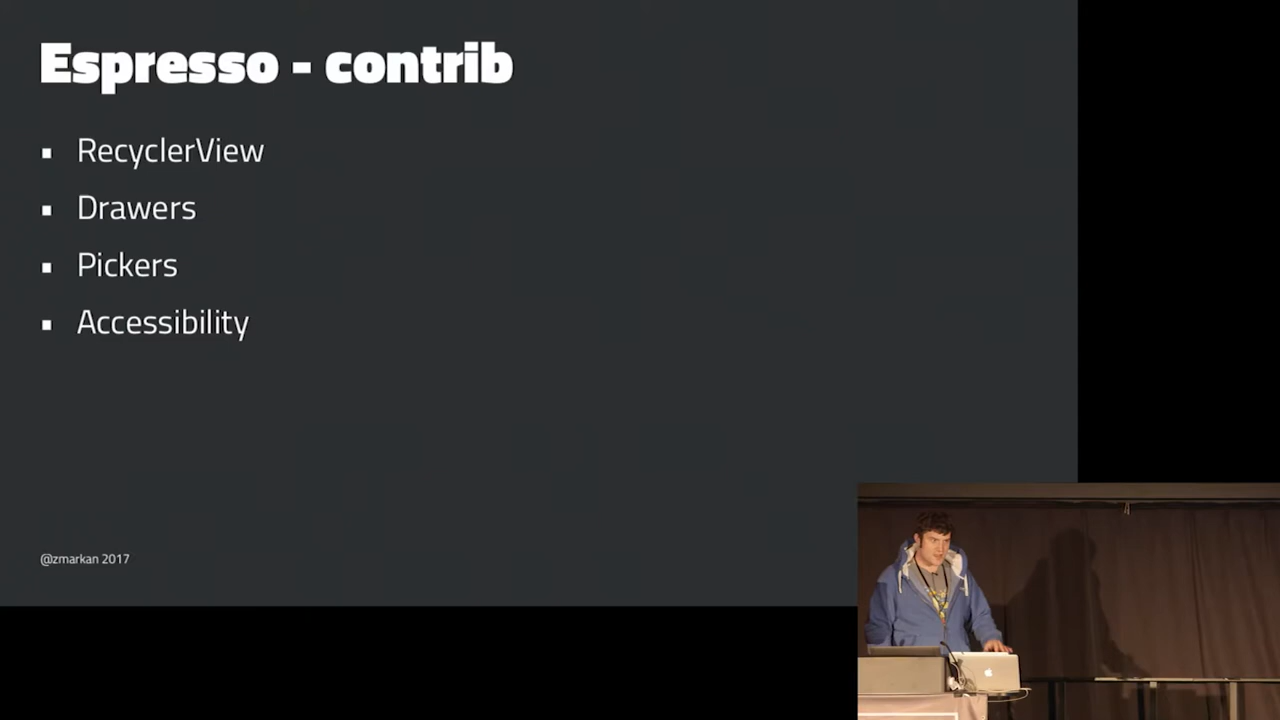 Espresso - contrib
▪ RecyclerView
▪ Drawers
▪ Pickers
▪ Accessibility
@zmarkan 2017